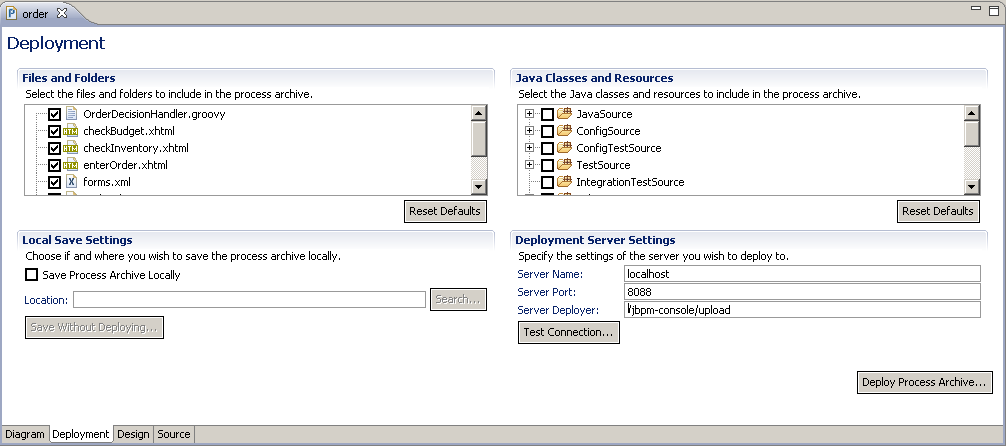 order
Deployment
Files and Folders
Select the files and folders to include in the process archive.
OrderDecisionHandler.groovy
checkBudget.xhtml
checkInventory.xhtml
enterOrder.xhtml
forms.xml
Reset Defaults
Java Classes and Resources
Select the Java classes and resources to include in the process archive.
JavaSource
ConfigSource
ConfigTestSource
TestSource
IntegrationTestSource
Reset Defaults
Local Save Settings
Choose if and where you wish to save the process archive locally.
Save Process Archive Locally
Location:
Search...
Save Without Deploying...
Deployment Server Settings
Specify the settings of the server you wish to deploy to.
Server Name: localhost
Server Port: 8088
Server Deployer: /jbpm-console/upload
Test Connection...
Deploy Process Archive...
Diagram Deployment Design Source